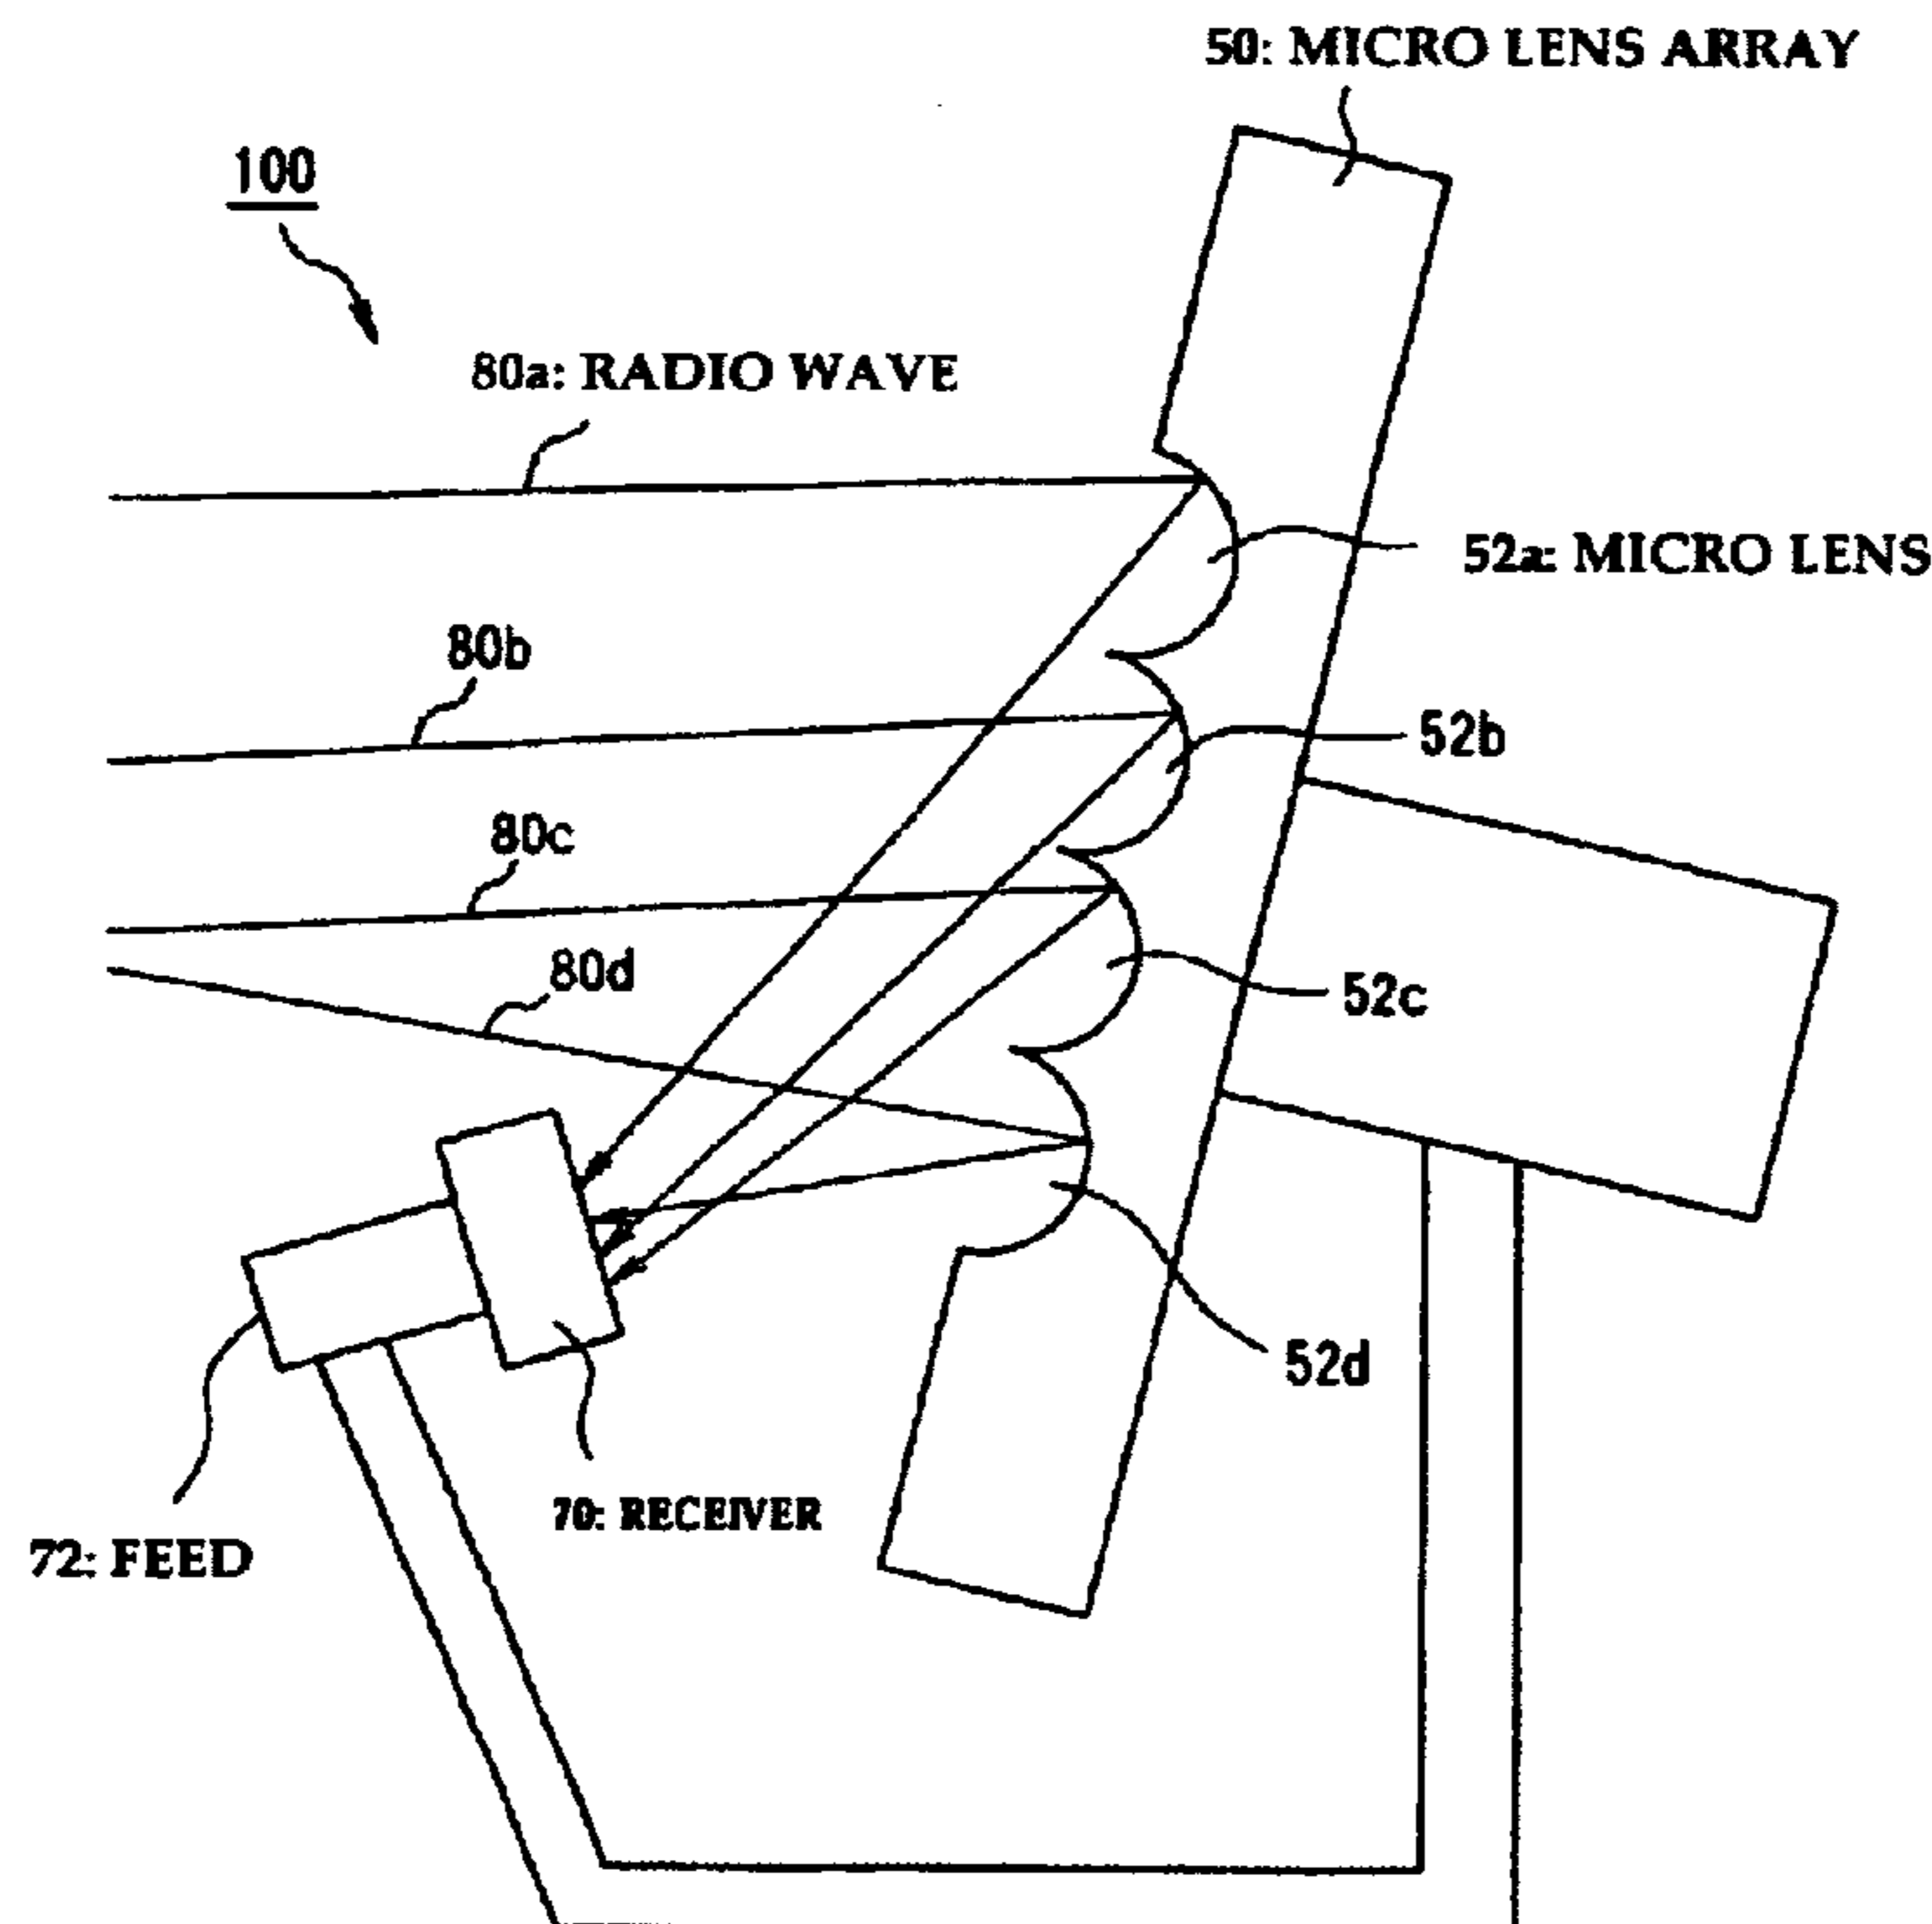 50: MICRO LENS ARRAY
100
80a: RADIO WAVE
52a: MICRO LENS
80b
52b
80c
80d
52c
52d
70: RECEIVER
72: FEED